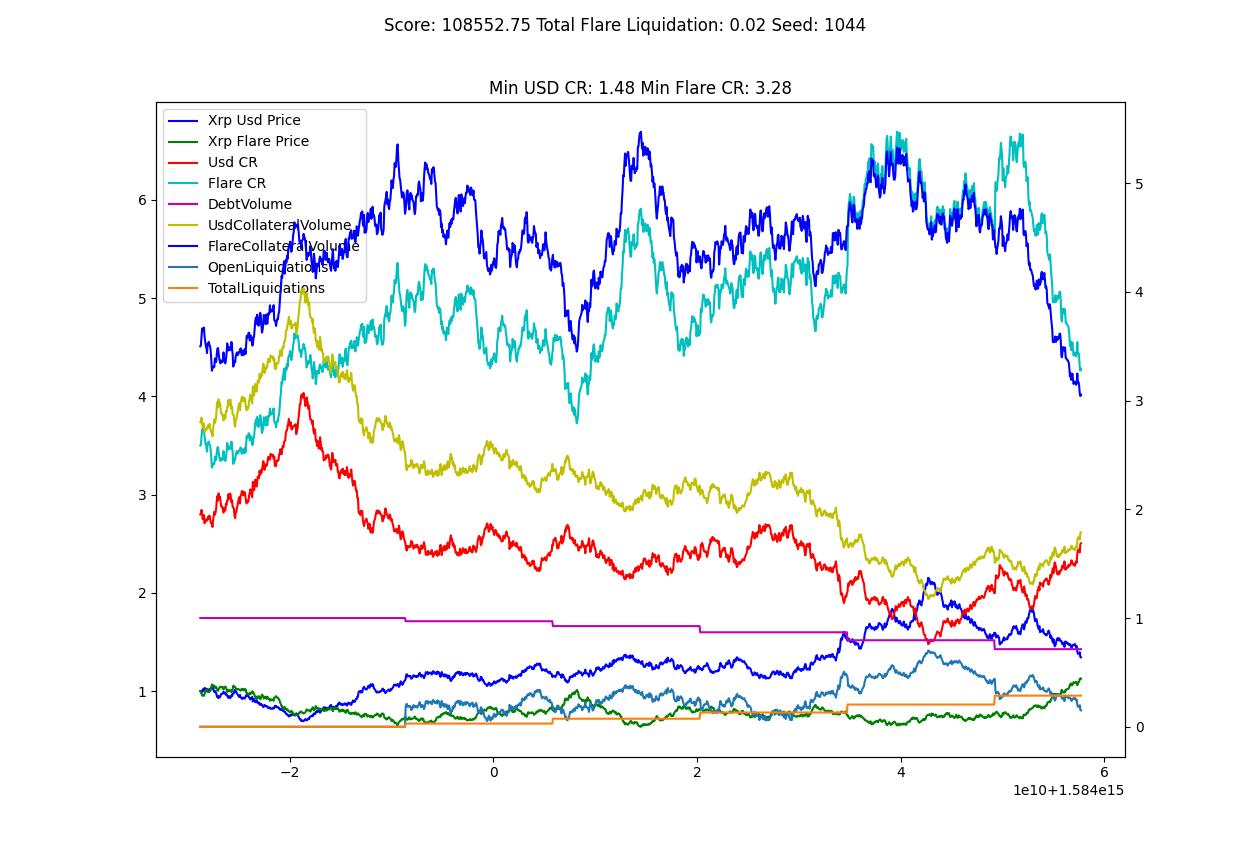 Score: 108552.75 Total Flare Liquidation: 0.02 Seed: 1044
Min USD CR: 1.48 Min Flare CR: 3.28
Xrp Usd Price
Xrp Flare Price
Usd CR
Flare CR
DebtVolume
UsdCollateralVolume
FlareCollateralVolume
OpenLiquidations
TotalLiquidations
6
5
4
3
2
1
5
4
3
2
1
0
−2
0
2
4
6
1e10+1.584e15